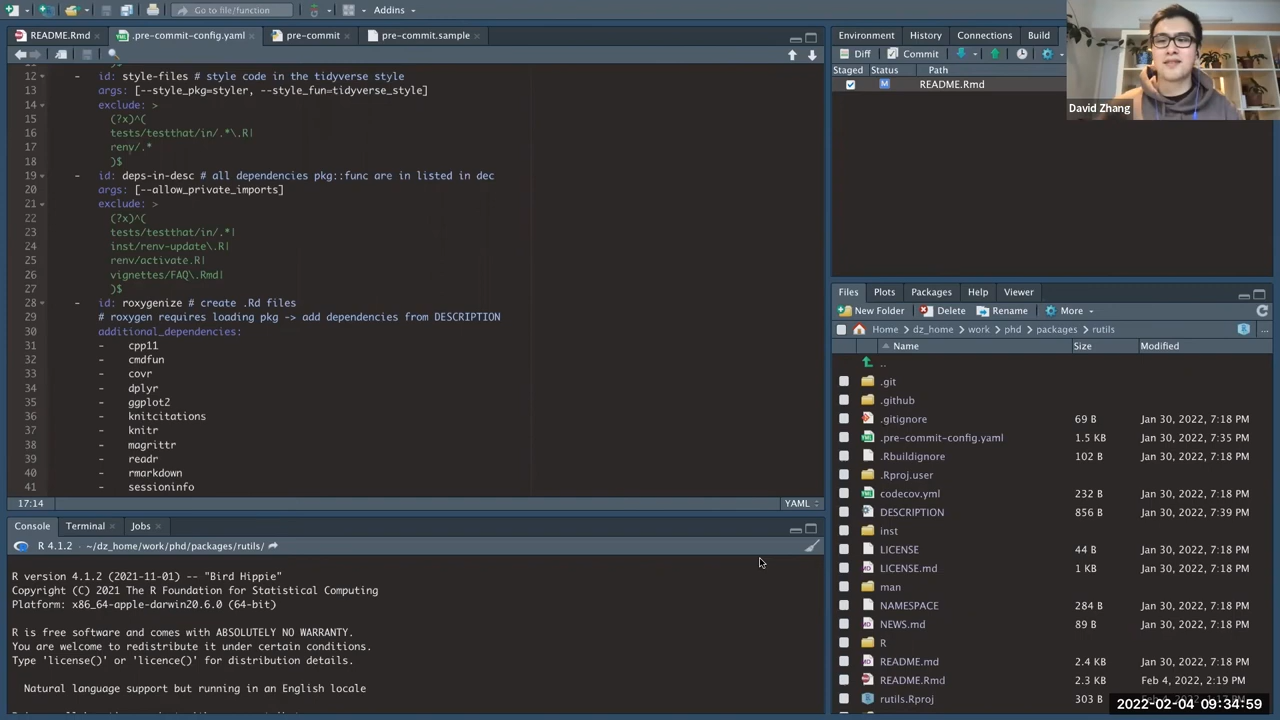 Go to file/function
Addins
README.Rmd
.pre-commit-config.yaml
pre-commit
pre-commit.sample
12 - id: style-files # style code in the tidyverse style
13 args: [--style_pkg=styler, --style_fun=tidyverse_style]
14 exclude: >
15 (?x)^(
16 tests/testthat/in/.*\.R|
17 renv/.*
18 )$
19 - id: deps-in-desc # all dependencies pkg::func are in listed in dec
20 args: [--allow_private_imports]
21 exclude: >
22 (?x)^(
23 tests/testthat/in/.*|
24 inst/renv-update\.R|
25 renv/activate.R|
26 vignettes/FAQ\.Rmd|
27 )$
28 - id: roxygenize # create .Rd files
29 # roxygen requires loading pkg -> add dependencies from DESCRIPTION
30 additional_dependencies:
31 - cpp11
32 - cmdfun
33 - covr
34 - dplyr
35 - ggplot2
36 - knitcitations
37 - knitr
38 - magrittr
39 - readr
40 - rmarkdown
41 - sessioninfo
17:14
YAML
Console Terminal Jobs
R 4.1.2 · ~/dz_home/work/phd/packages/rutils/
R version 4.1.2 (2021-11-01) -- "Bird Hippie"
Copyright (C) 2021 The R Foundation for Statistical Computing
Platform: x86_64-apple-darwin20.6.0 (64-bit)
R is free software and comes with ABSOLUTELY NO WARRANTY.
You are welcome to redistribute it under certain conditions.
Type 'license()' or 'licence()' for distribution details.
Natural language support but running in an English locale
Environment History Connections Build
Diff Commit
Staged Status Path
M README.Rmd
David Zhang
Files Plots Packages Help Viewer
New Folder Delete Rename More
Home dz_home work phd packages rutils ...
Name Size Modified
..
.git
.github
.gitignore 69 B Jan 30, 2022, 7:18 PM
.pre-commit-config.yaml 1.5 KB Jan 30, 2022, 7:35 PM
.Rbuildignore 102 B Jan 30, 2022, 7:18 PM
.Rproj.user
codecov.yml 232 B Jan 30, 2022, 7:18 PM
DESCRIPTION 856 B Jan 30, 2022, 7:39 PM
inst
LICENSE 44 B Jan 30, 2022, 7:18 PM
LICENSE.md 1 KB Jan 30, 2022, 7:18 PM
man
NAMESPACE 284 B Jan 30, 2022, 7:18 PM
NEWS.md 89 B Jan 30, 2022, 7:18 PM
R
README.md 2.4 KB Jan 30, 2022, 7:18 PM
README.Rmd 2.3 KB Feb 4, 2022, 2:19 PM
rutils.Rproj 303 B
2022-02-04 09:34:59